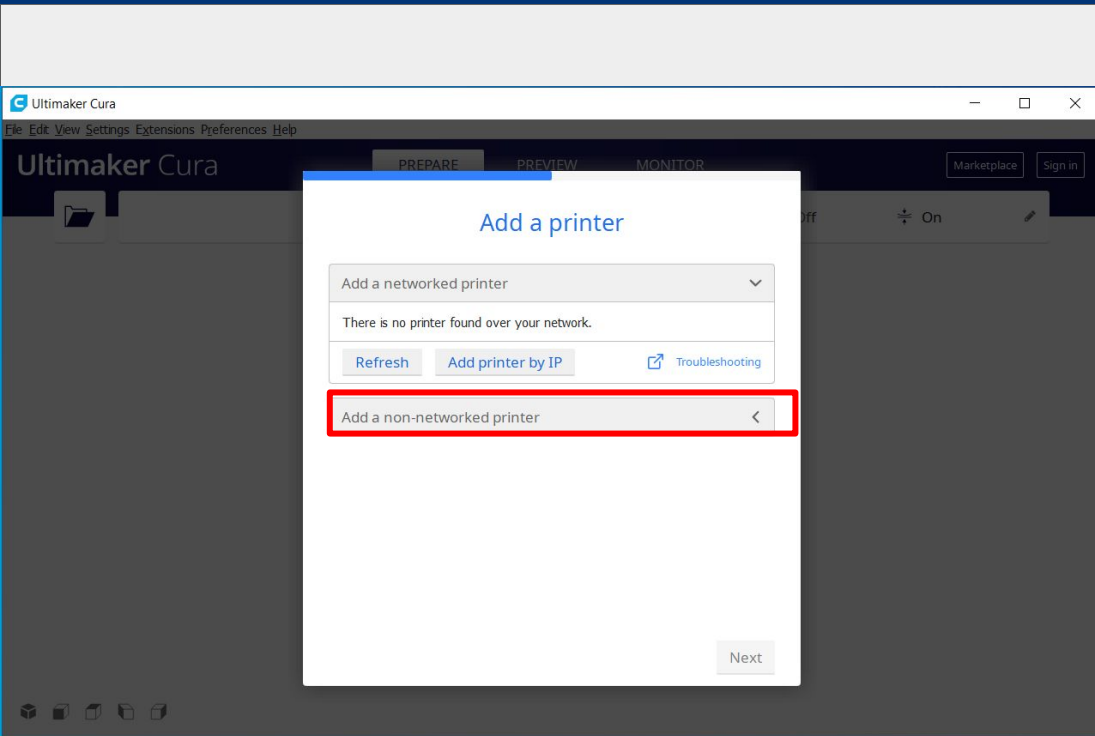 Ultimaker Cura
File Edit View Settings Extensions Preferences Help
Ultimaker Cura
PREPARE PREVIEW MONITOR
Marketplace Sign in
On
Add a printer
Add a networked printer
There is no printer found over your network.
Refresh Add printer by IP Troubleshooting
Add a non-networked printer
Next